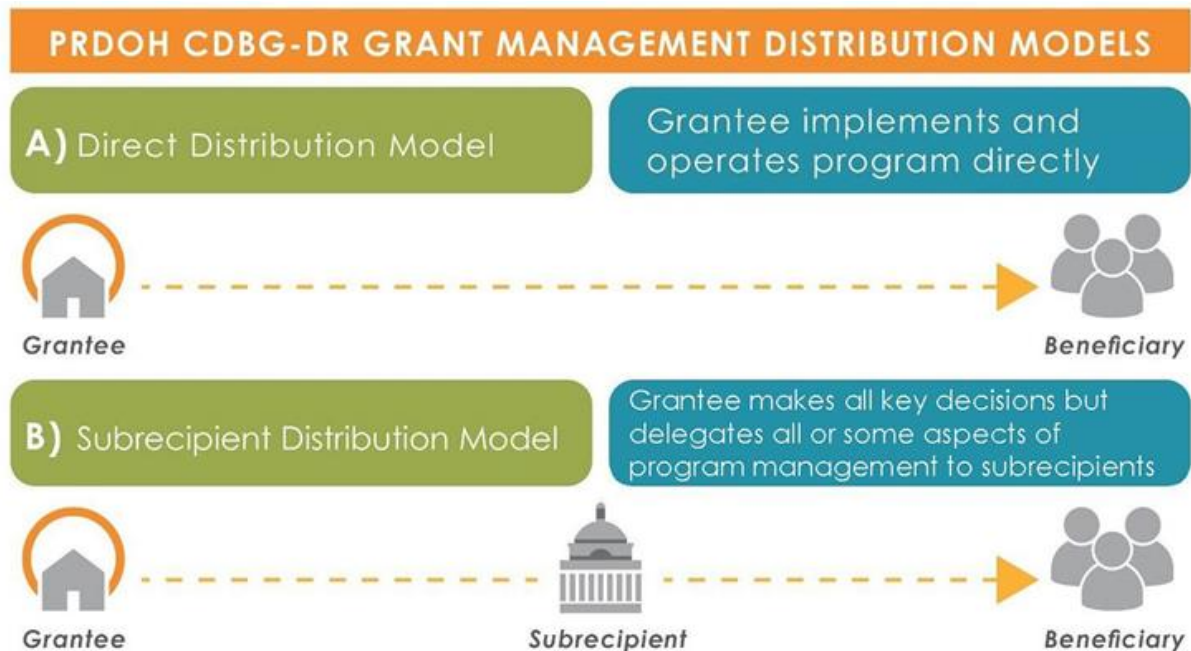 PRDOH CDBG-DR GRANT MANAGEMENT DISTRIBUTION MODELS
A) Direct Distribution Model
Grantee implements and
operates program directly
Grantee
Beneficiary
B) Subrecipient Distribution Model
Grantee makes all key decisions but
delegates all or some aspects of
program management to subrecipients
Grantee
Subrecipient
Beneficiary